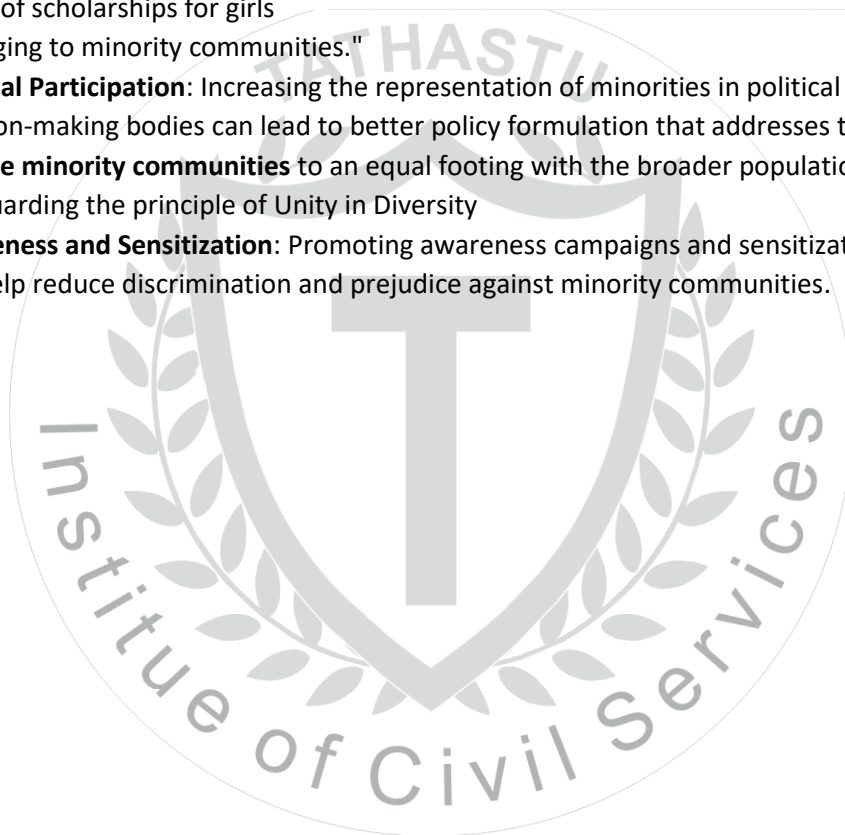 of scholarships for girls
ging to minority communities."
al Participation: Increasing the representation of minorities in political
on-making bodies can lead to better policy formulation that addresses t
e minority communities to an equal footing with the broader populatio
uarding the principle of Unity in Diversity
eness and Sensitization: Promoting awareness campaigns and sensitizat
elp reduce discrimination and prejudice against minority communities.
TATHASTU
T
Institue of Civil Services